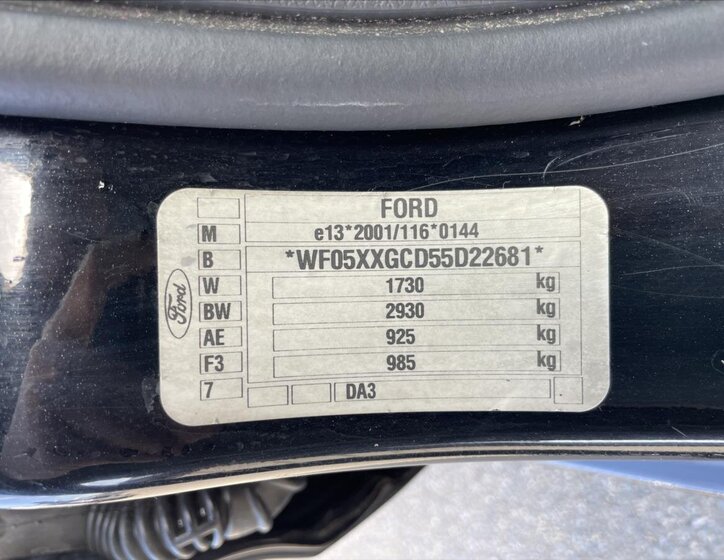 FORD
M e13*2001/116*0144
B *WF05XXGCD55D22681*
W 1730 kg
BW 2930 kg
AE 925 kg
F3 985 kg
7 DA3
Ford